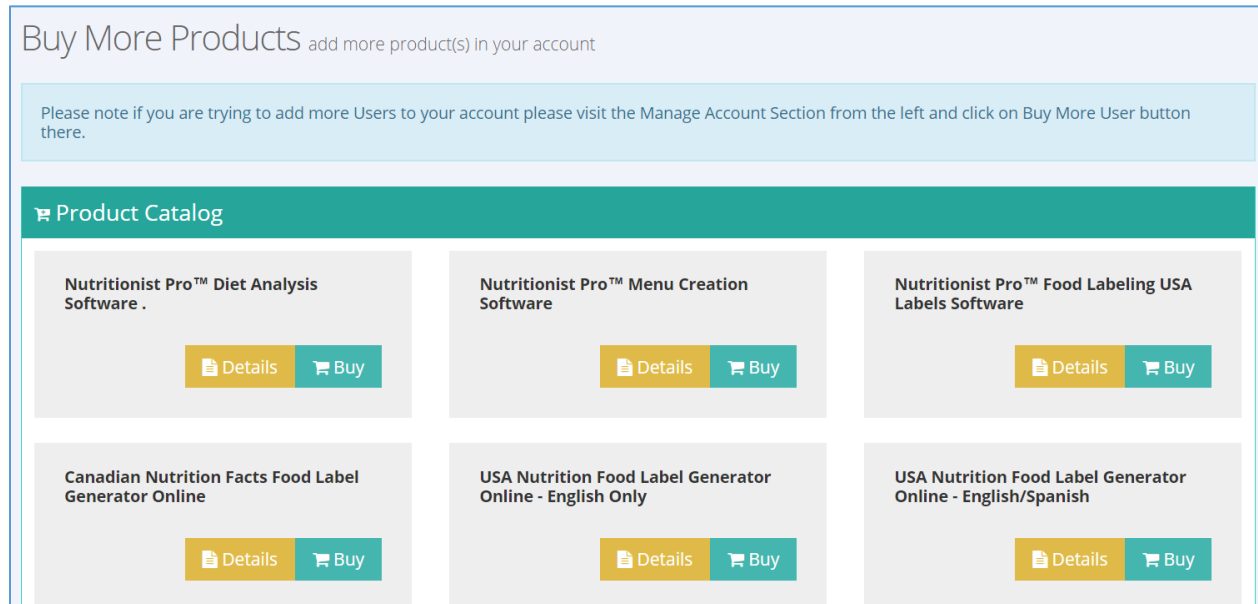 Buy More Products add more product(s) in your account
Please note if you are trying to add more Users to your account please visit the Manage Account Section from the left and click on Buy More User button
there.
Product Catalog
Nutritionist Pro™ Diet Analysis
Software .
Details Buy
Nutritionist Pro™ Menu Creation
Software
Details Buy
Nutritionist Pro™ Food Labeling USA
Labels Software
Details Buy
Canadian Nutrition Facts Food Label
Generator Online
Details Buy
USA Nutrition Food Label Generator
Online - English Only
Details Buy
USA Nutrition Food Label Generator
Online - English/Spanish
Details Buy